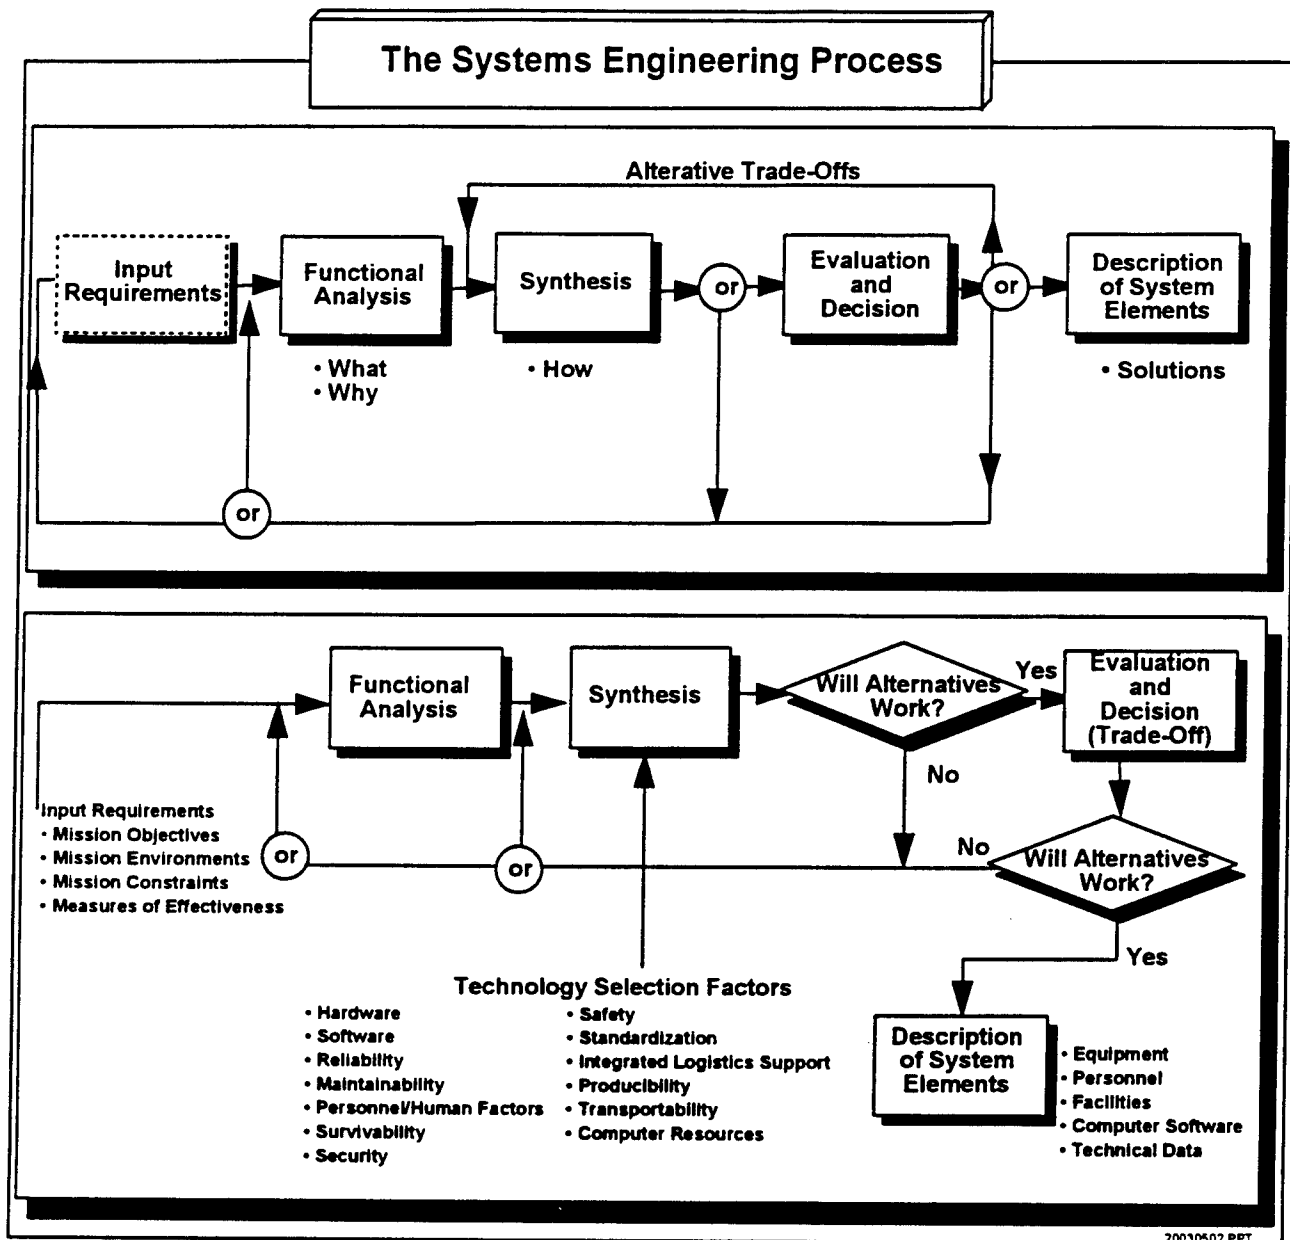 The Systems Engineering Process
Alterative Trade-Offs
Input
Requirements
Functional
Analysis
Synthesis
or
Evaluation
and
Decision
or
Description
of System
Elements
• What
• Why
• How
• Solutions
or
Functional
Analysis
Synthesis
Will Alternatives
Work?
Yes
Evaluation
and
Decision
(Trade-Off)
No
Input Requirements
• Mission Objectives
• Mission Environments
• Mission Constraints
• Measures of Effectiveness
or
or
No
Will Alternatives
Work?
Yes
Technology Selection Factors
• Hardware
• Software
• Reliability
• Maintainability
• Personnel/Human Factors
• Survivability
• Security
• Safety
• Standardization
• Integrated Logistics Support
• Producibility
• Transportability
• Computer Resources
Description
of System
Elements
• Equipment
• Personnel
• Facilities
• Computer Software
• Technical Data
20030502.PPT